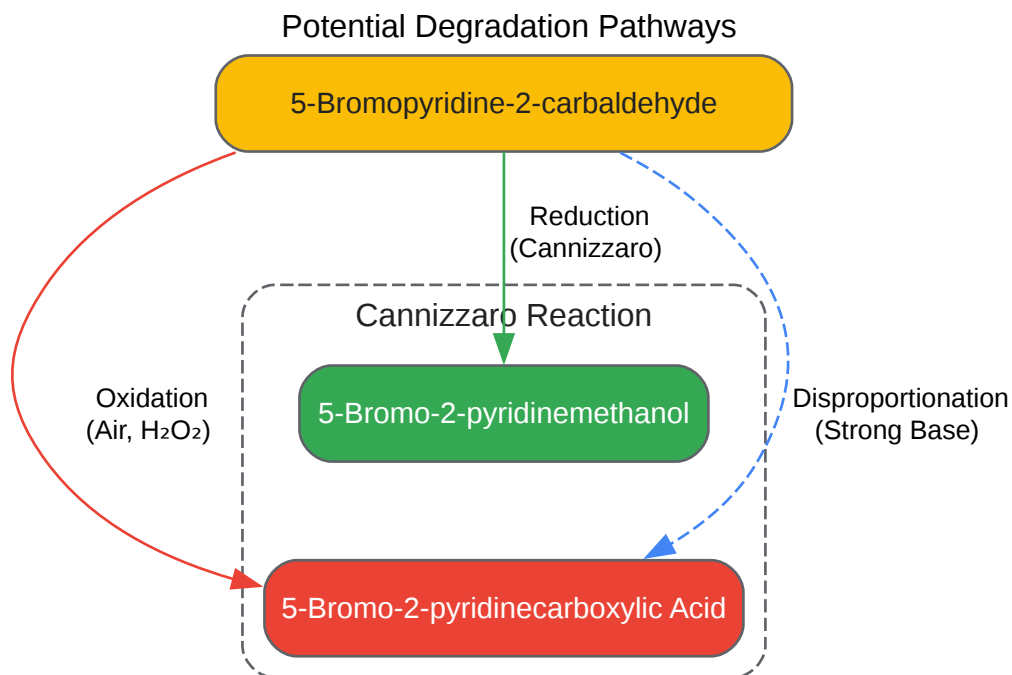 Potential Degradation Pathways
5-Bromopyridine-2-carbaldehyde
Reduction
(Cannizzaro)
Cannizzaro Reaction
5-Bromo-2-pyridinemethanol
Oxidation
(Air, H₂O₂)
Disproportionation
(Strong Base)
5-Bromo-2-pyridinecarboxylic Acid